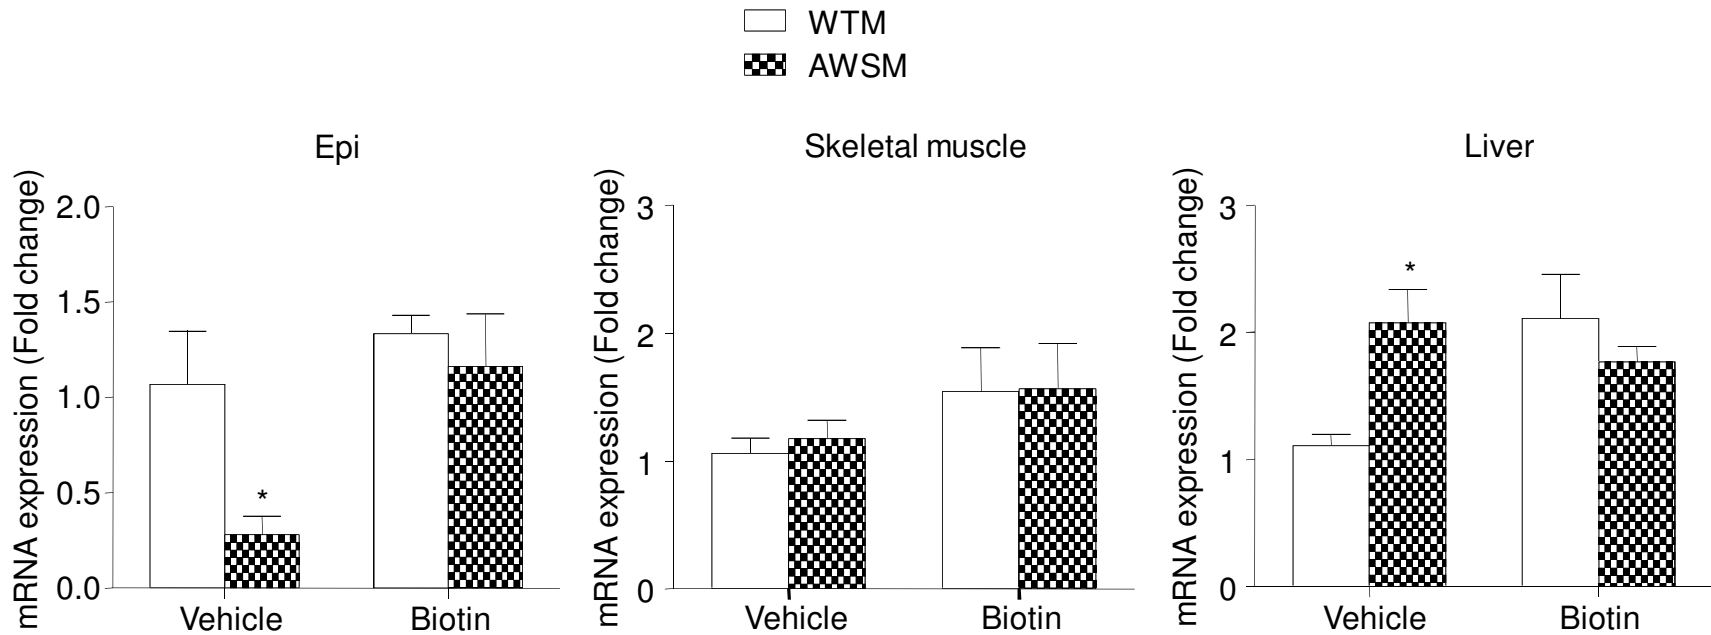 WTM
AWSM
Epi
mRNA expression (Fold change)
2.0
1.5
1.0
0.5
0.0
*
Vehicle
Biotin
Skeletal muscle
mRNA expression (Fold change)
3
2
1
0
Vehicle
Biotin
Liver
mRNA expression (Fold change)
3
2
1
0
*
Vehicle
Biotin